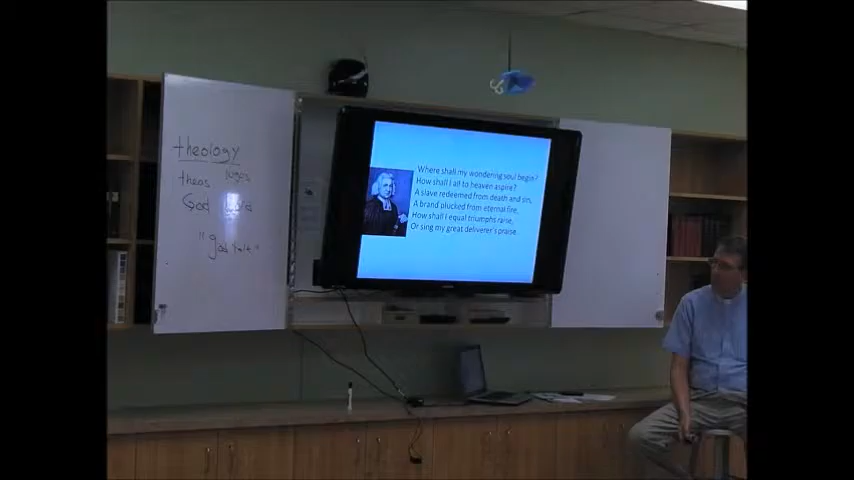 theology
theos logos
God word
"god-talk"
Where shall my wondering soul begin?
How shall I all to heaven aspire?
A slave redeemed from death and sin,
A brand plucked from eternal fire,
How shall I equal triumphs raise,
Or sing my great deliverer's praise.